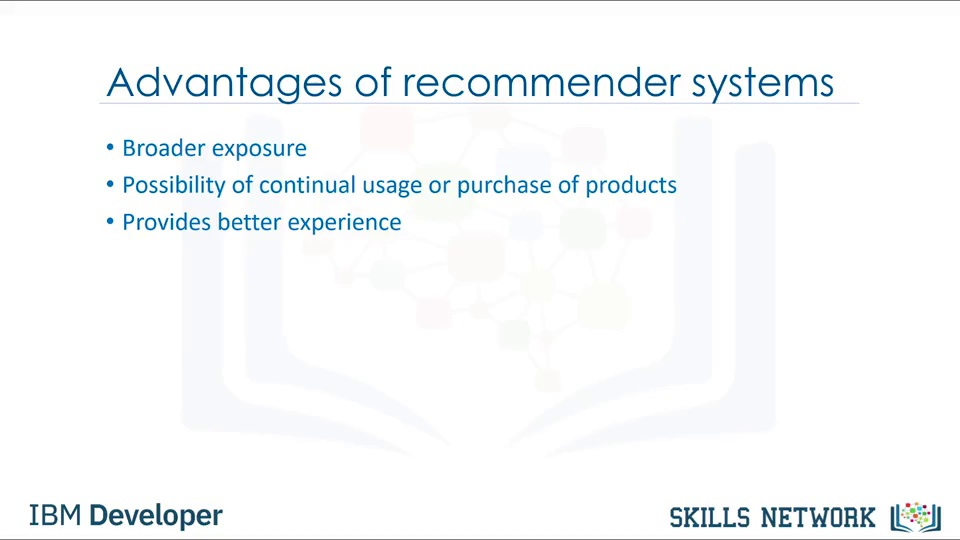 Advantages of recommender systems
• Broader exposure
• Possibility of continual usage or purchase of products
• Provides better experience
IBM Developer
SKILLS NETWORK